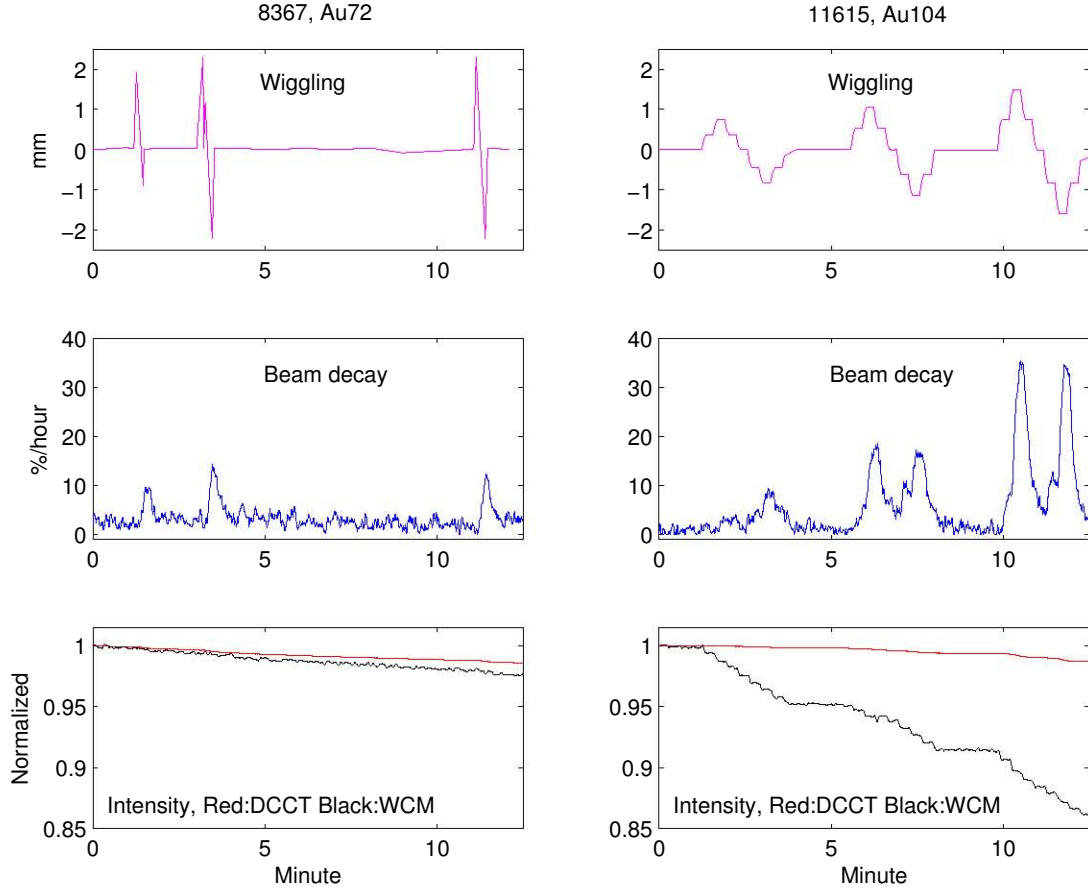 8367, Au72
11615, Au104
Wiggling
mm
2
1
0
−1
−2
0 5 10
Wiggling
2
1
0
−1
−2
0 5 10
Beam decay
%/hour
40
30
20
10
0
0 5 10
Beam decay
40
30
20
10
0
0 5 10
Normalized
1
0.95
0.9
0.85
Intensity, Red:DCCT Black:WCM
0 5 10
Minute
1
0.95
0.9
0.85
Intensity, Red:DCCT Black:WCM
0 5 10
Minute